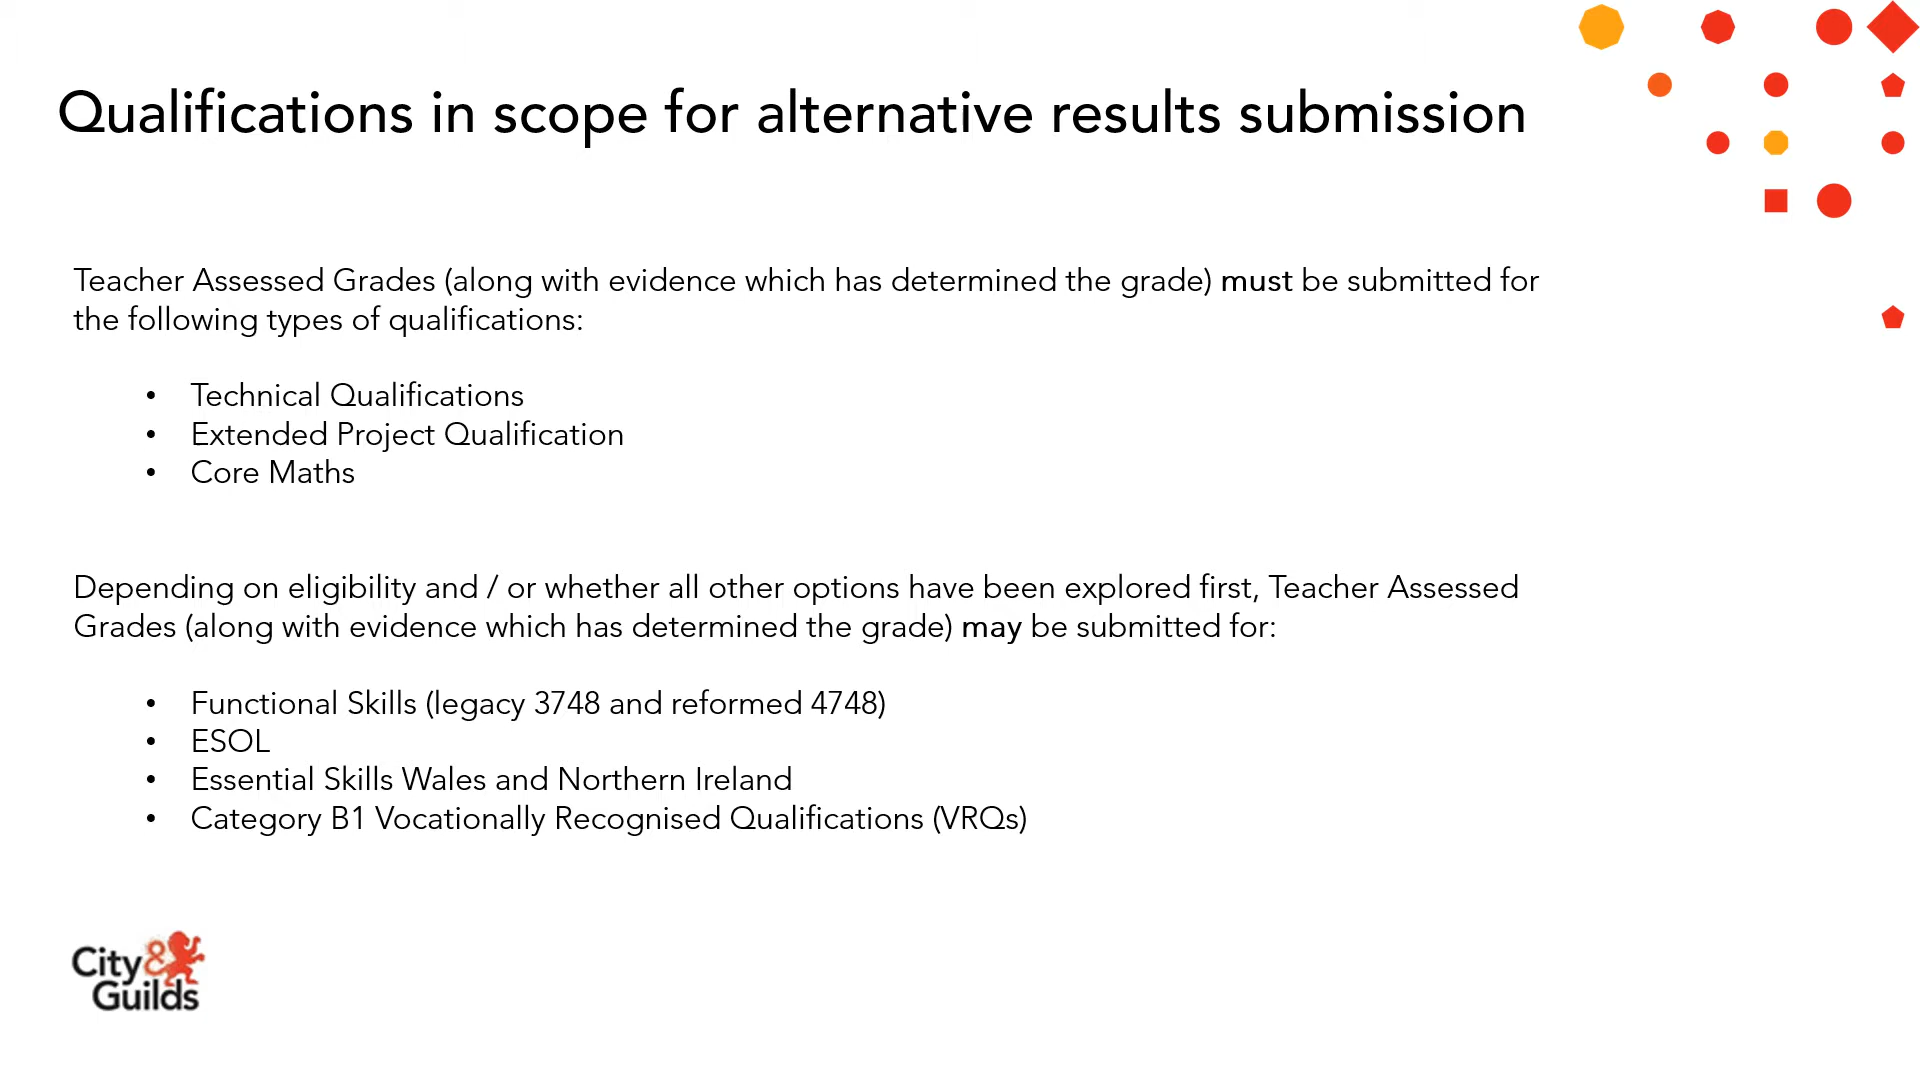 Qualifications in scope for alternative results submission
Teacher Assessed Grades (along with evidence which has determined the grade) must be submitted for
the following types of qualifications:
• Technical Qualifications
• Extended Project Qualification
• Core Maths
Depending on eligibility and / or whether all other options have been explored first, Teacher Assessed
Grades (along with evidence which has determined the grade) may be submitted for:
• Functional Skills (legacy 3748 and reformed 4748)
• ESOL
• Essential Skills Wales and Northern Ireland
• Category B1 Vocationally Recognised Qualifications (VRQs)
City &
Guilds